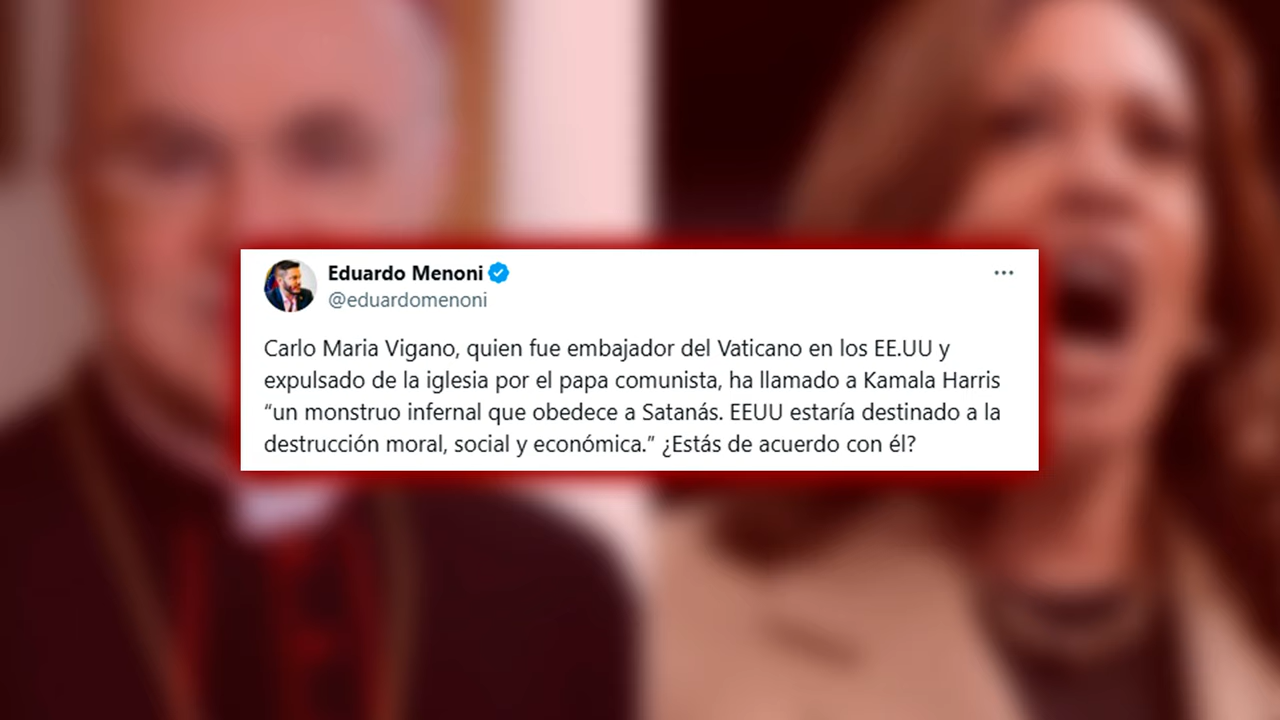 Eduardo Menoni
@eduardomenoni
Carlo Maria Vigano, quien fue embajador del Vaticano en los EE.UU y
expulsado de la iglesia por el papa comunista, ha llamado a Kamala Harris
“un monstruo infernal que obedece a Satanás. EEUU estaría destinado a la
destrucción moral, social y económica.” ¿Estás de acuerdo con él?